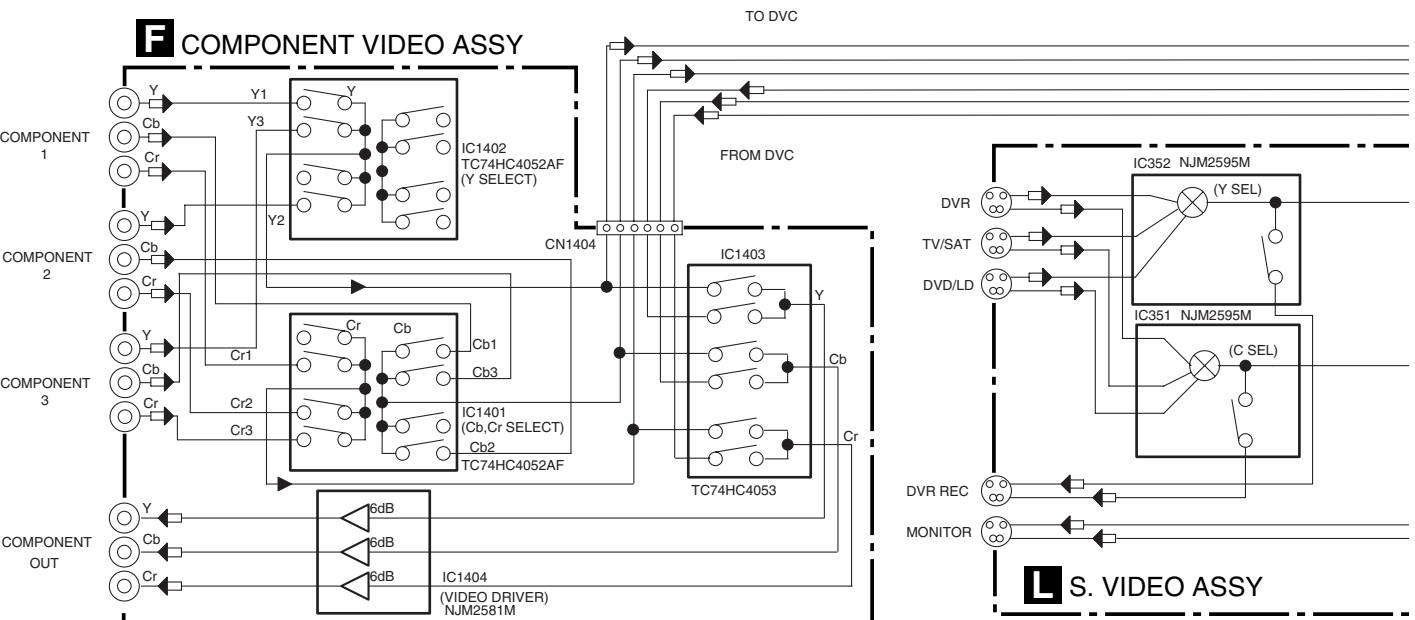 TO DVC
F COMPONENT VIDEO ASSY
COMPONENT
1
Y
Cb
Cr
Y1
Y3
Y2
Y
IC1402
TC74HC4052AF
(Y SELECT)
COMPONENT
2
Y
Cb
Cr
COMPONENT
3
Y
Cb
Cr
Cr1
Cr2
Cr3
Cr
Cb
Cb1
Cb3
IC1401
(Cb,Cr SELECT)
Cb2
TC74HC4052AF
FROM DVC
CN1404
IC1403
Y
Cb
Cr
TC74HC4053
COMPONENT
OUT
Y
Cb
Cr
6dB
6dB
6dB
IC1404
(VIDEO DRIVER)
NJM2581M
IC352 NJM2595M
(Y SEL)
DVR
TV/SAT
DVD/LD
IC351 NJM2595M
(C SEL)
DVR REC
MONITOR
L S. VIDEO ASSY